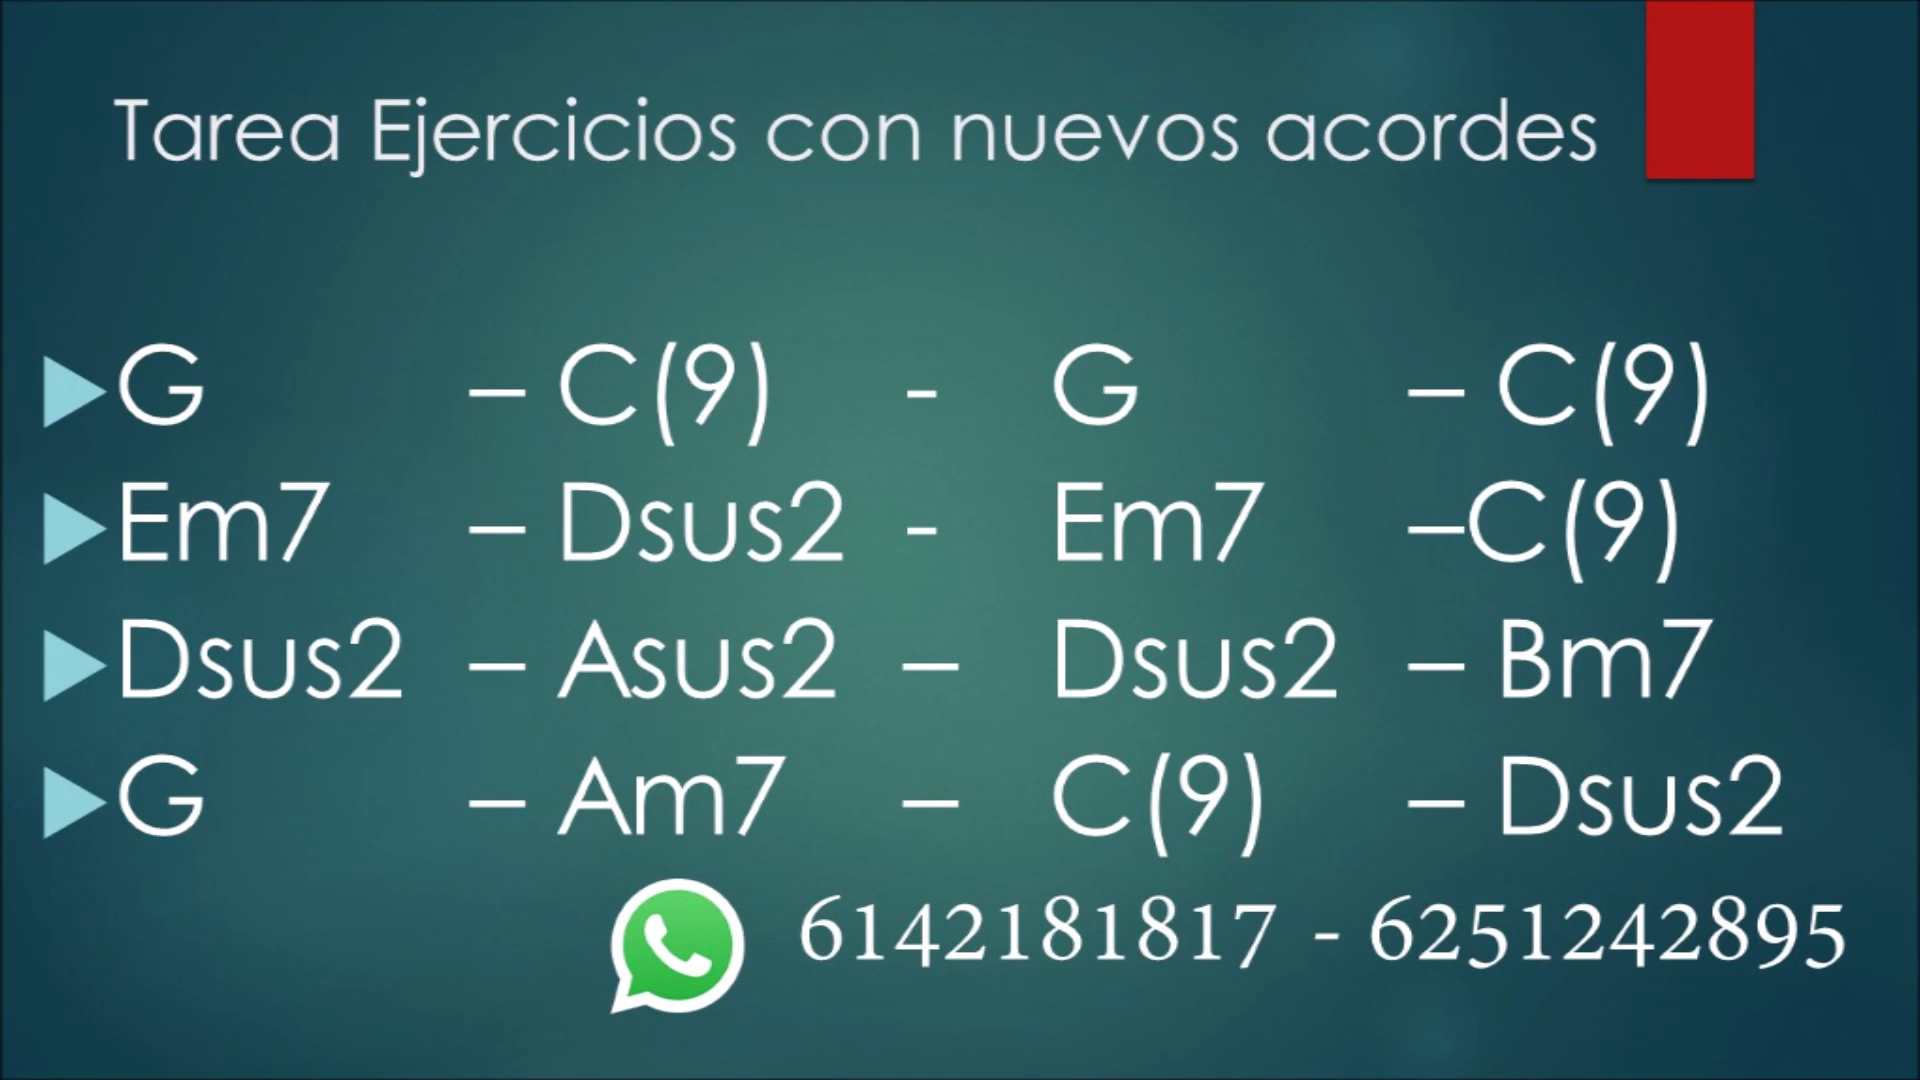 Tarea Ejercicios con nuevos acordes
G – C(9) - G – C(9)
Em7 – Dsus2 - Em7 –C(9)
Dsus2 – Asus2 – Dsus2 – Bm7
G – Am7 – C(9) – Dsus2
6142181817 - 6251242895